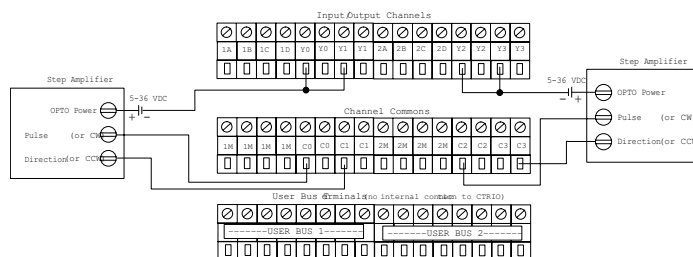 Input/Output Channels
1A 1B 1C 1D Y0 Y0 Y1 Y1 2A 2B 2C 2D Y2 Y2 Y3 Y3
Step Amplifier
OPTO Power
Pulse (or CW)
Direction(or CCW)
5-36 VDC
+ -
Channel Commons
1M 1M 1M 1M C0 C0 C1 C1 2M 2M 2M 2M C2 C2 C3 C3
5-36 VDC
- +
Step Amplifier
OPTO Power
Pulse (or CW
Direction(or CC
User Bus (no internal to CTRIO)
-------USER BUS 1------- -------USER BUS 2-------